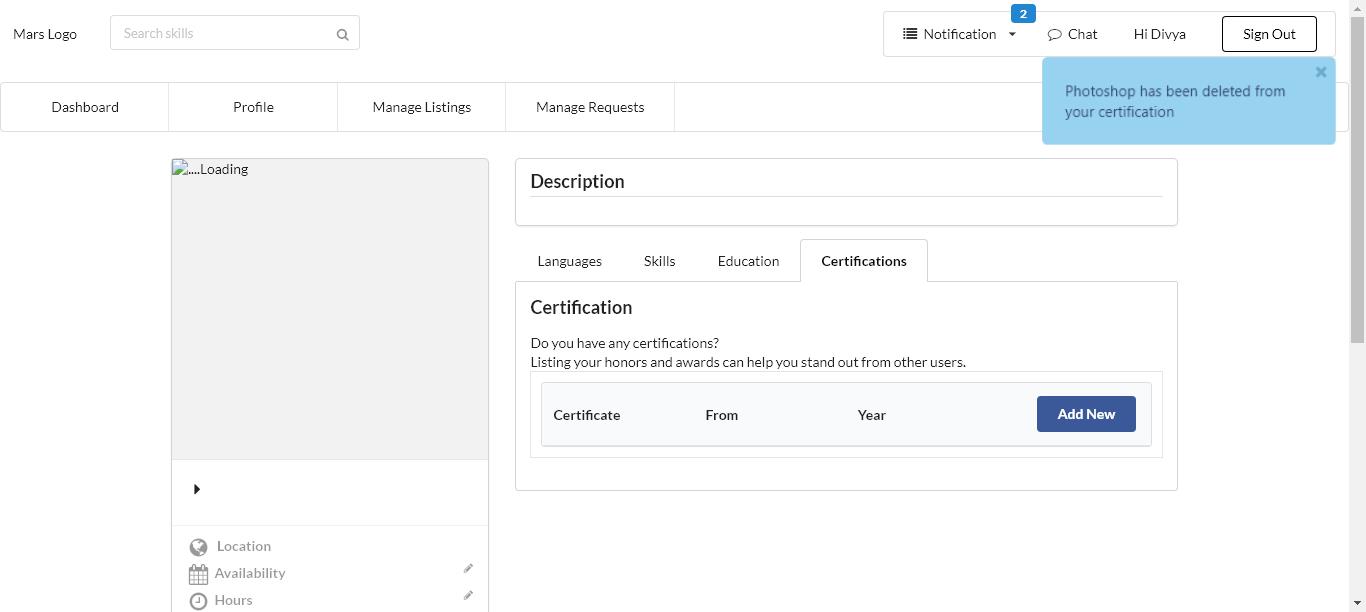 Mars Logo
Search skills
2
Notification
Chat
Hi Divya
Sign Out
Photoshop has been deleted from
your certification
Dashboard
Profile
Manage Listings
Manage Requests
....Loading
Description
Languages
Skills
Education
Certifications
Certification
Do you have any certifications?
Listing your honors and awards can help you stand out from other users.
Certificate
From
Year
Add New
Location
Availability
Hours